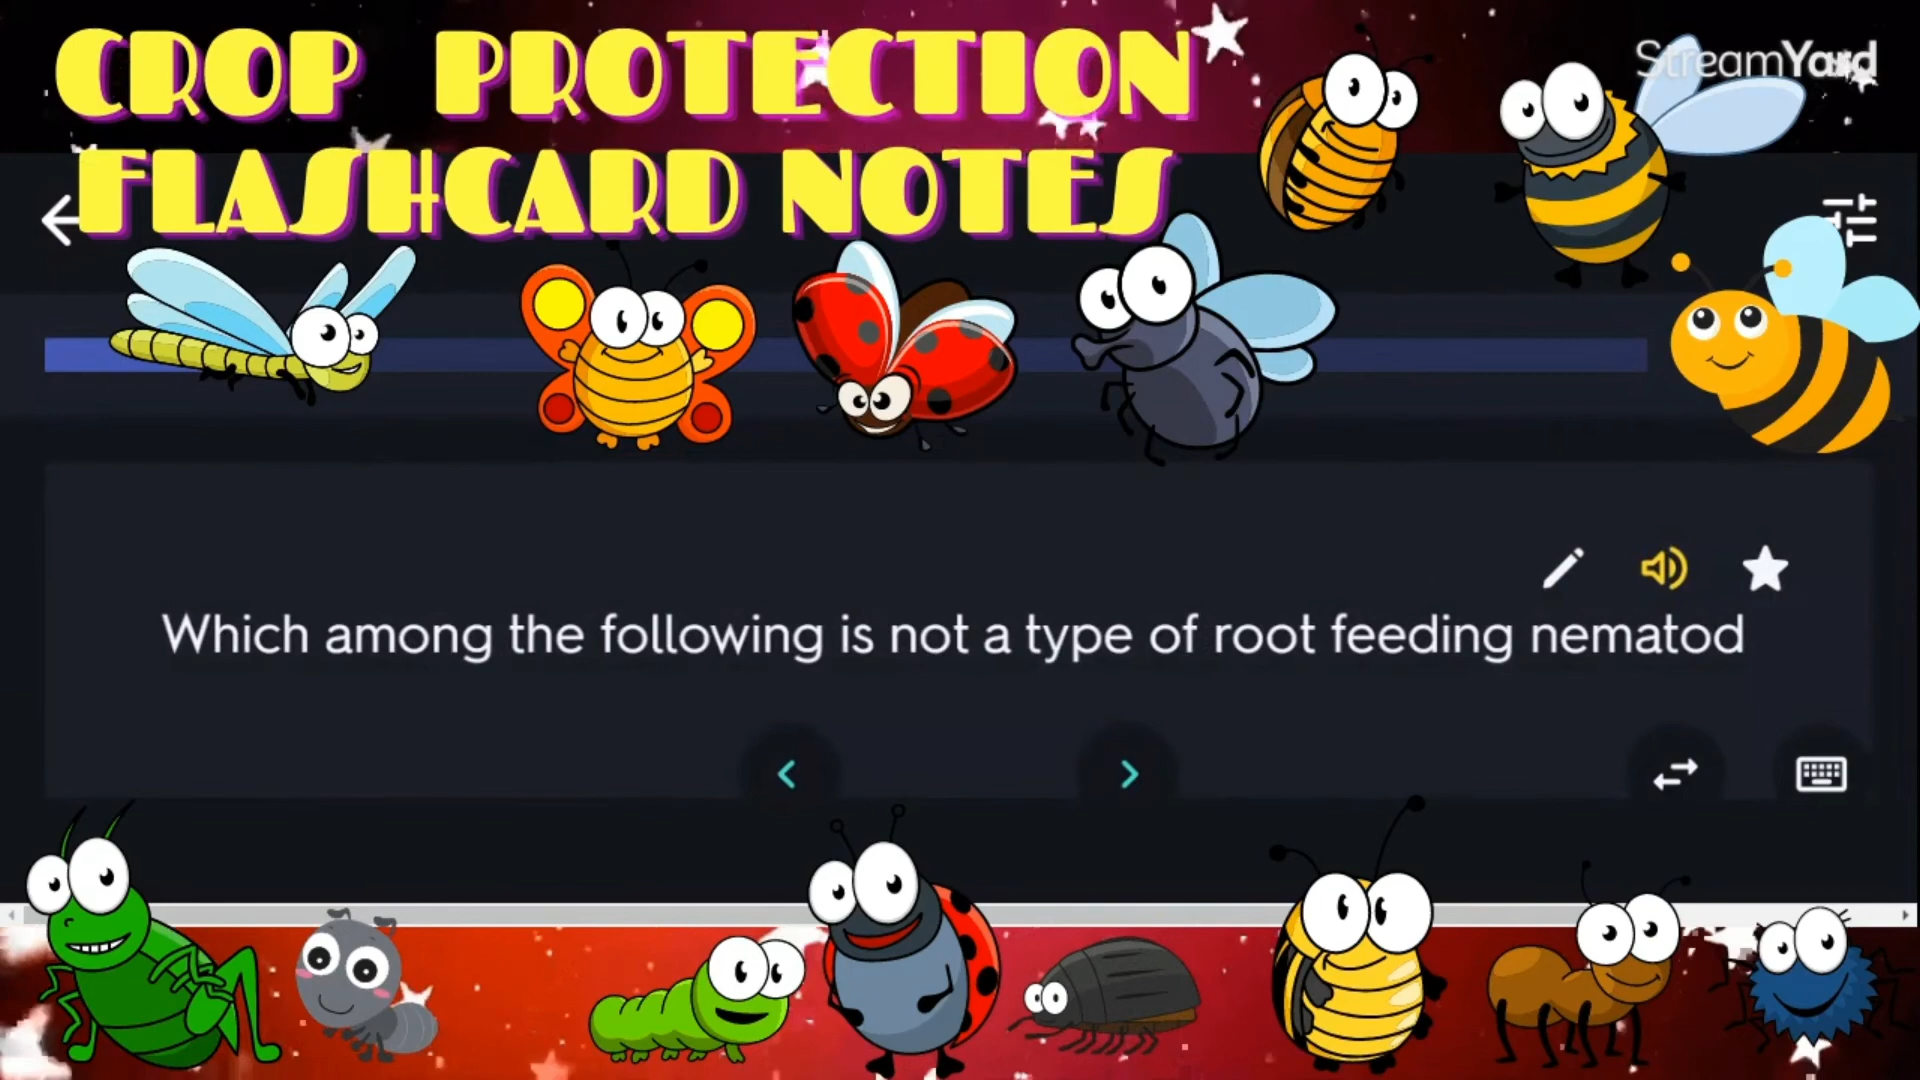 CROP PROTECTION
StreamYard
FLASHCARD NOTES
Which among the following is not a type of root feeding nematod